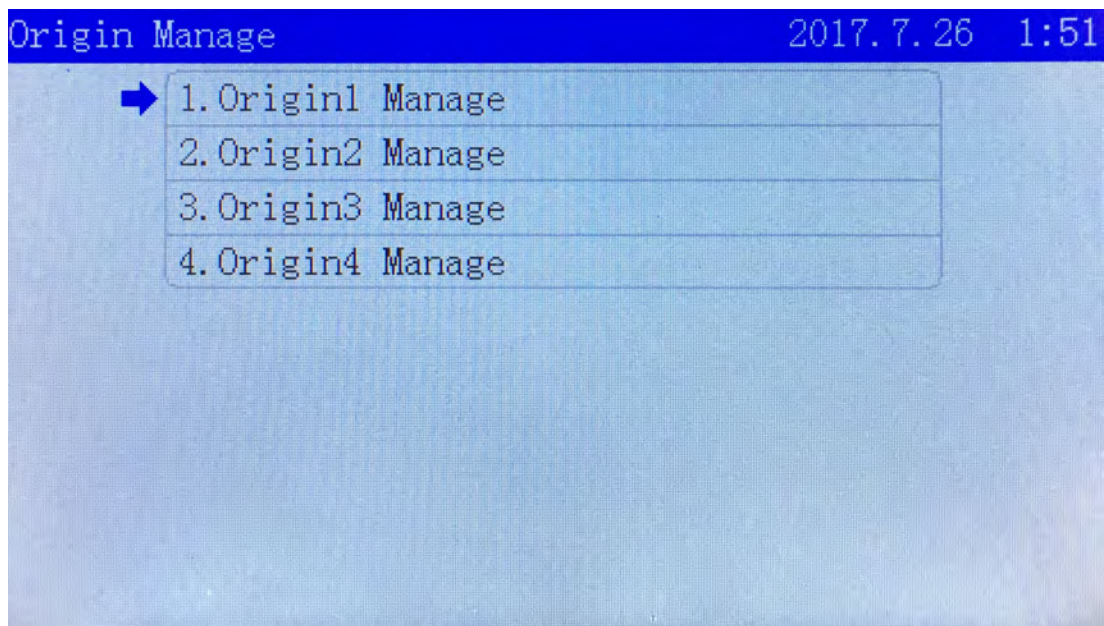 Origin Manage 2017.7.26 1:51
1.Origin1 Manage
2.Origin2 Manage
3.Origin3 Manage
4.Origin4 Manage